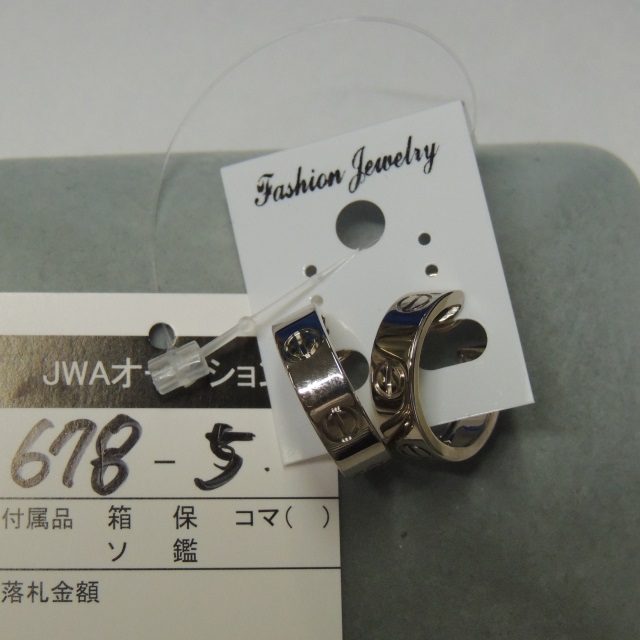 Fashion Jewelry
JWAオークション
678-5.
付属品 箱 保 コマ( )
ソ 鑑
落札金額